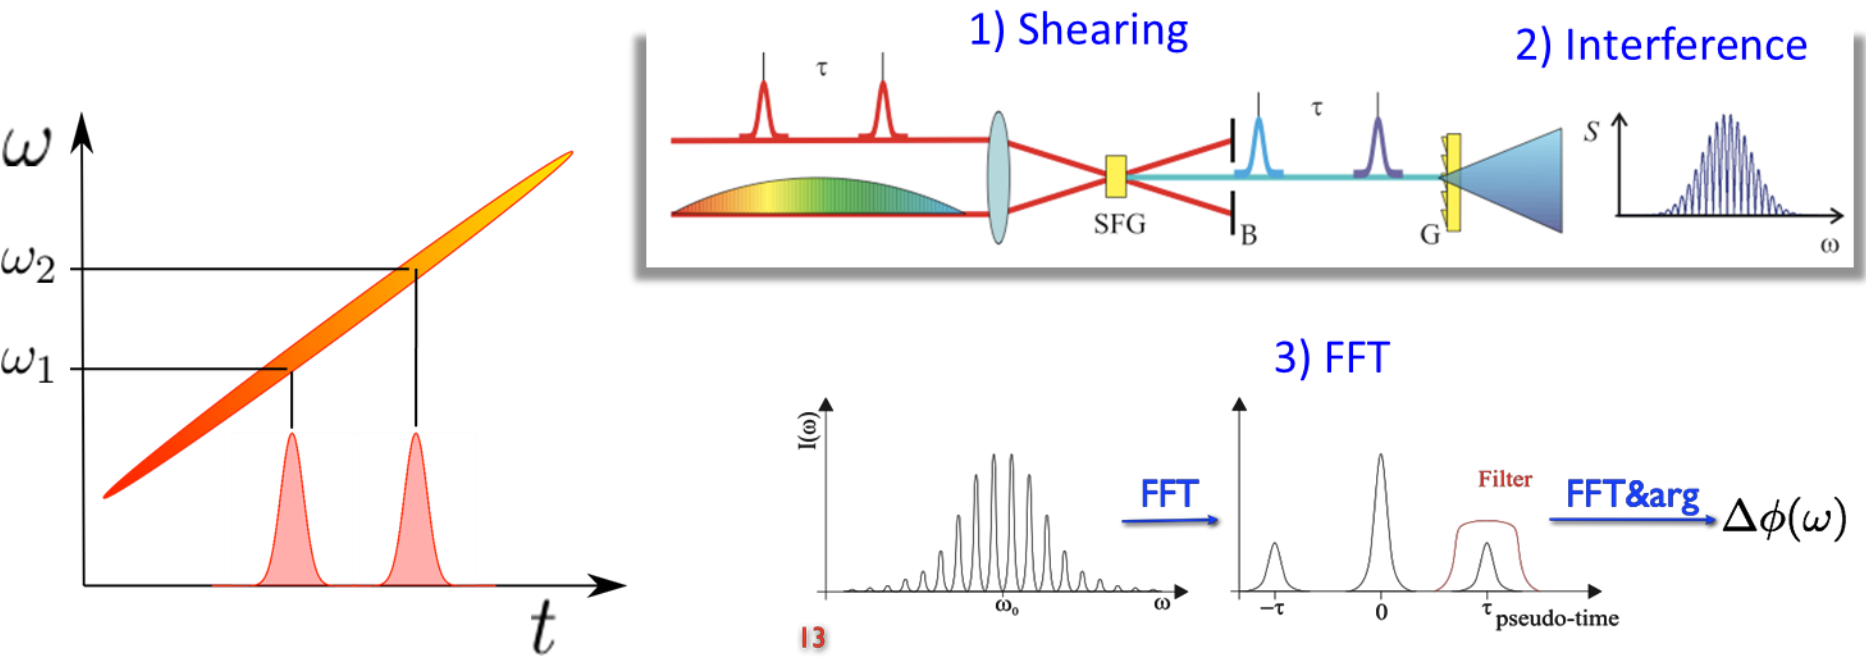 ω
ω₂
ω₁
t
1) Shearing
2) Interference
τ
τ
SFG
B
G
S
ω
3) FFT
I(ω)
ω₀
ω
FFT
Filter
FFT&arg
Δϕ(ω)
−τ
0
τ
pseudo-time
13